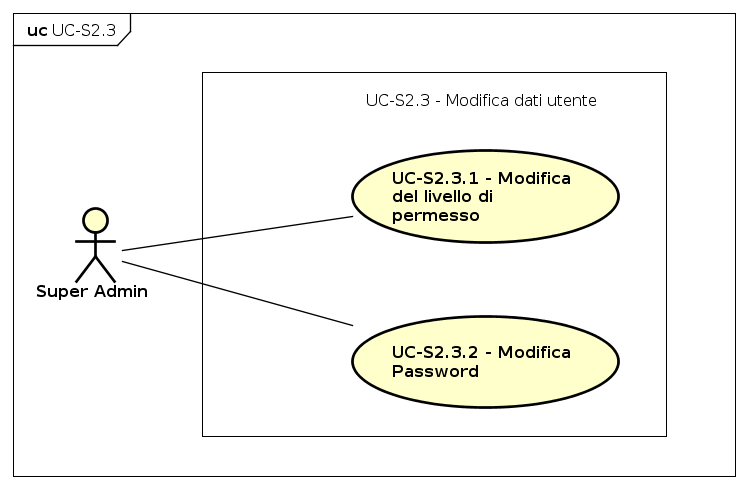 uc UC-S2.3
UC-S2.3 - Modifica dati utente
UC-S2.3.1 - Modifica
del livello di
permesso
Super Admin
UC-S2.3.2 - Modifica
Password